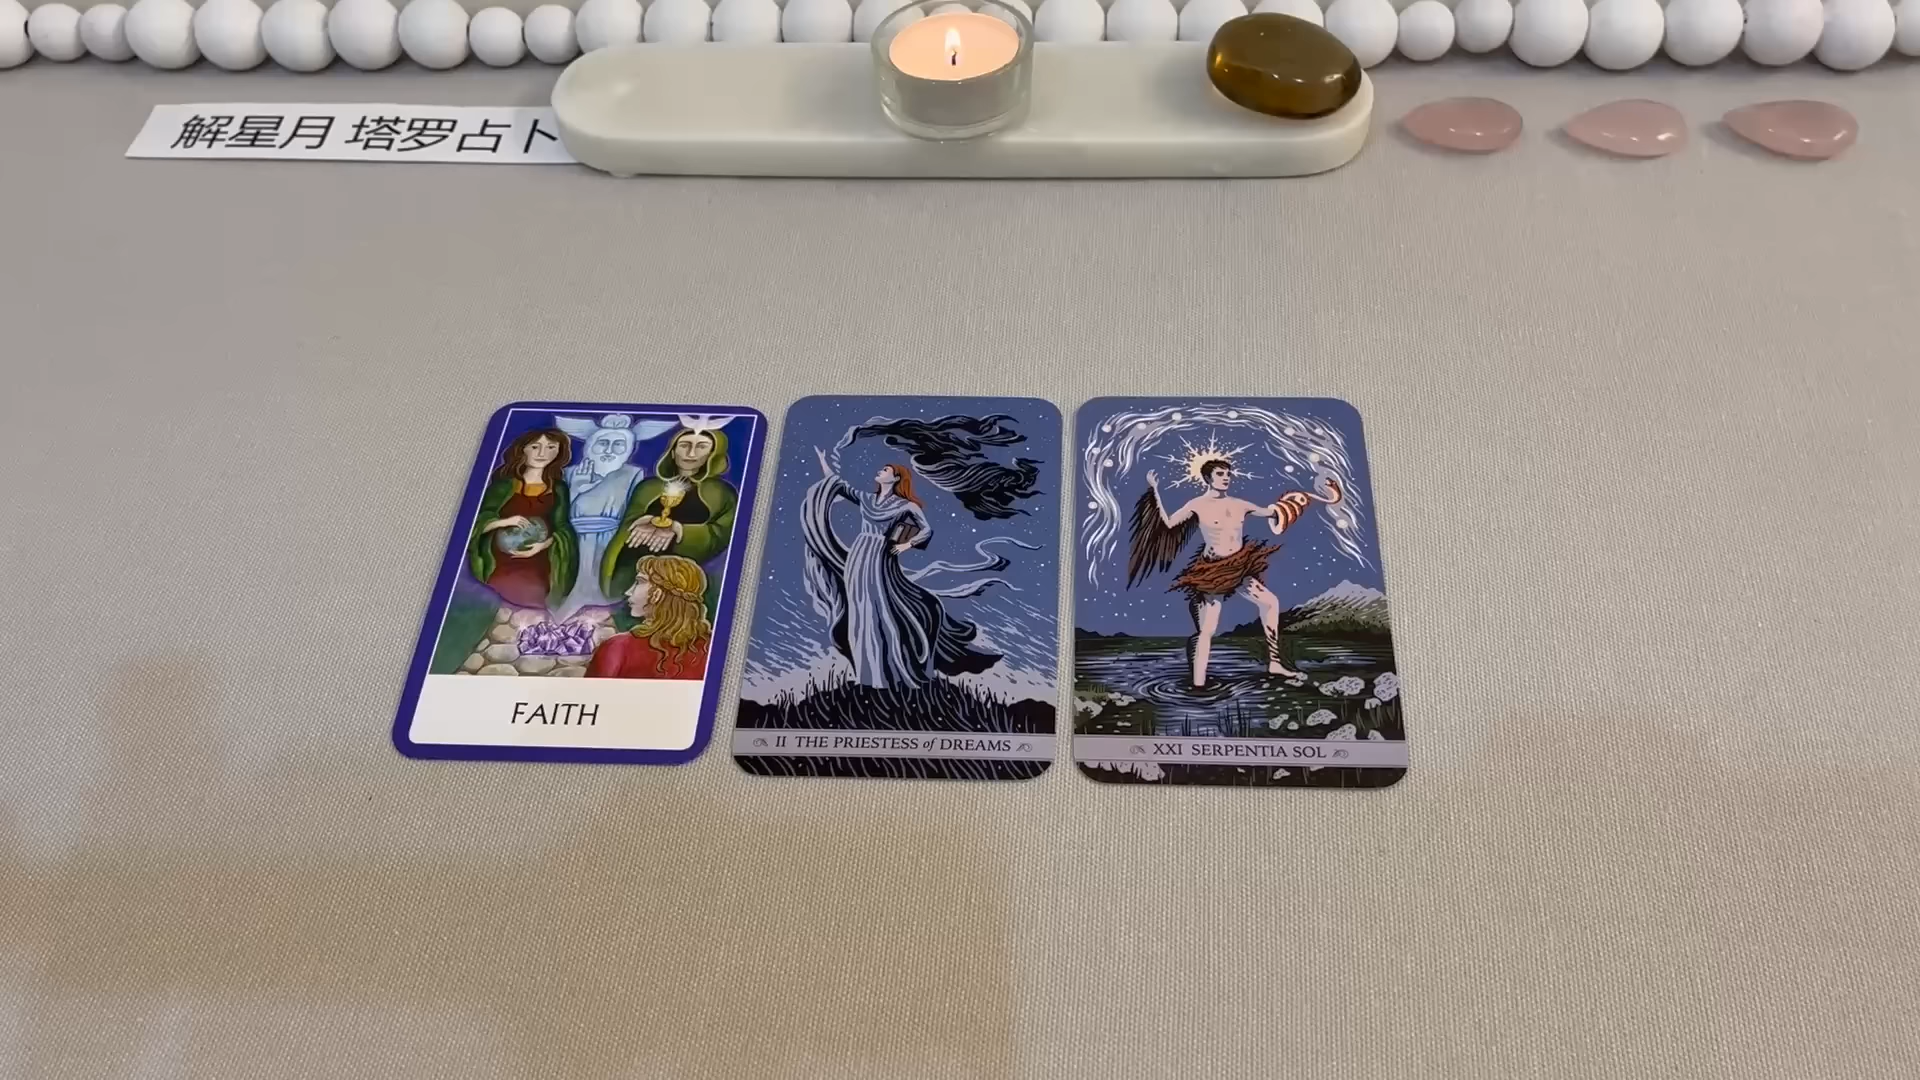 解星月 塔罗占卜
FAITH
II THE PRIESTESS of DREAMS
XXI SERPENTIA SOL